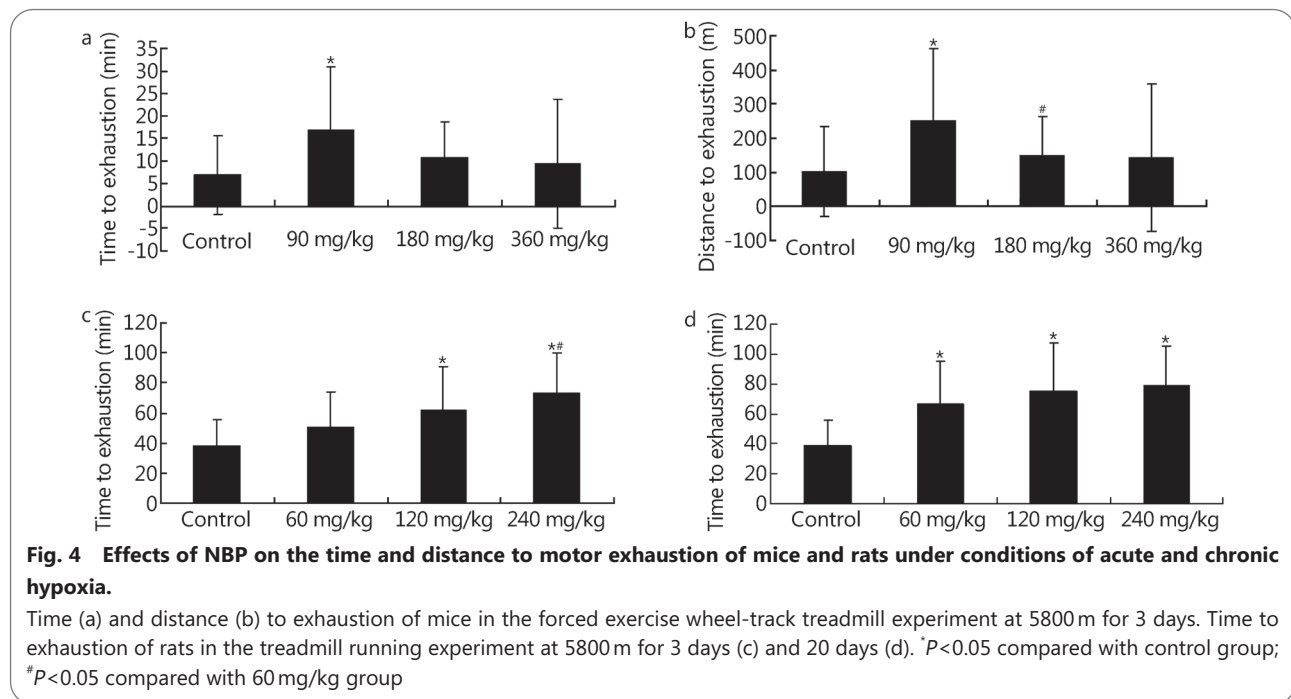 a
Time to exhaustion (min)
35
30
25
20
15
10
5
0
-5
-10
*
Control 90 mg/kg 180 mg/kg 360 mg/kg
b
Distance to exhaustion (m)
500
400
300
200
100
0
-100
*
#
Control 90 mg/kg 180 mg/kg 360 mg/kg
c
Time to exhaustion (min)
120
100
80
60
40
20
0
*
*#
Control 60 mg/kg 120 mg/kg 240 mg/kg
d
Time to exhaustion (min)
120
100
80
60
40
20
0
*
*
*
Control 60 mg/kg 120 mg/kg 240 mg/kg
Fig. 4 Effects of NBP on the time and distance to motor exhaustion of mice and rats under conditions of acute and chronic
hypoxia.
Time (a) and distance (b) to exhaustion of mice in the forced exercise wheel-track treadmill experiment at 5800 m for 3 days. Time to
exhaustion of rats in the treadmill running experiment at 5800 m for 3 days (c) and 20 days (d). *P<0.05 compared with control group;
#P<0.05 compared with 60 mg/kg group